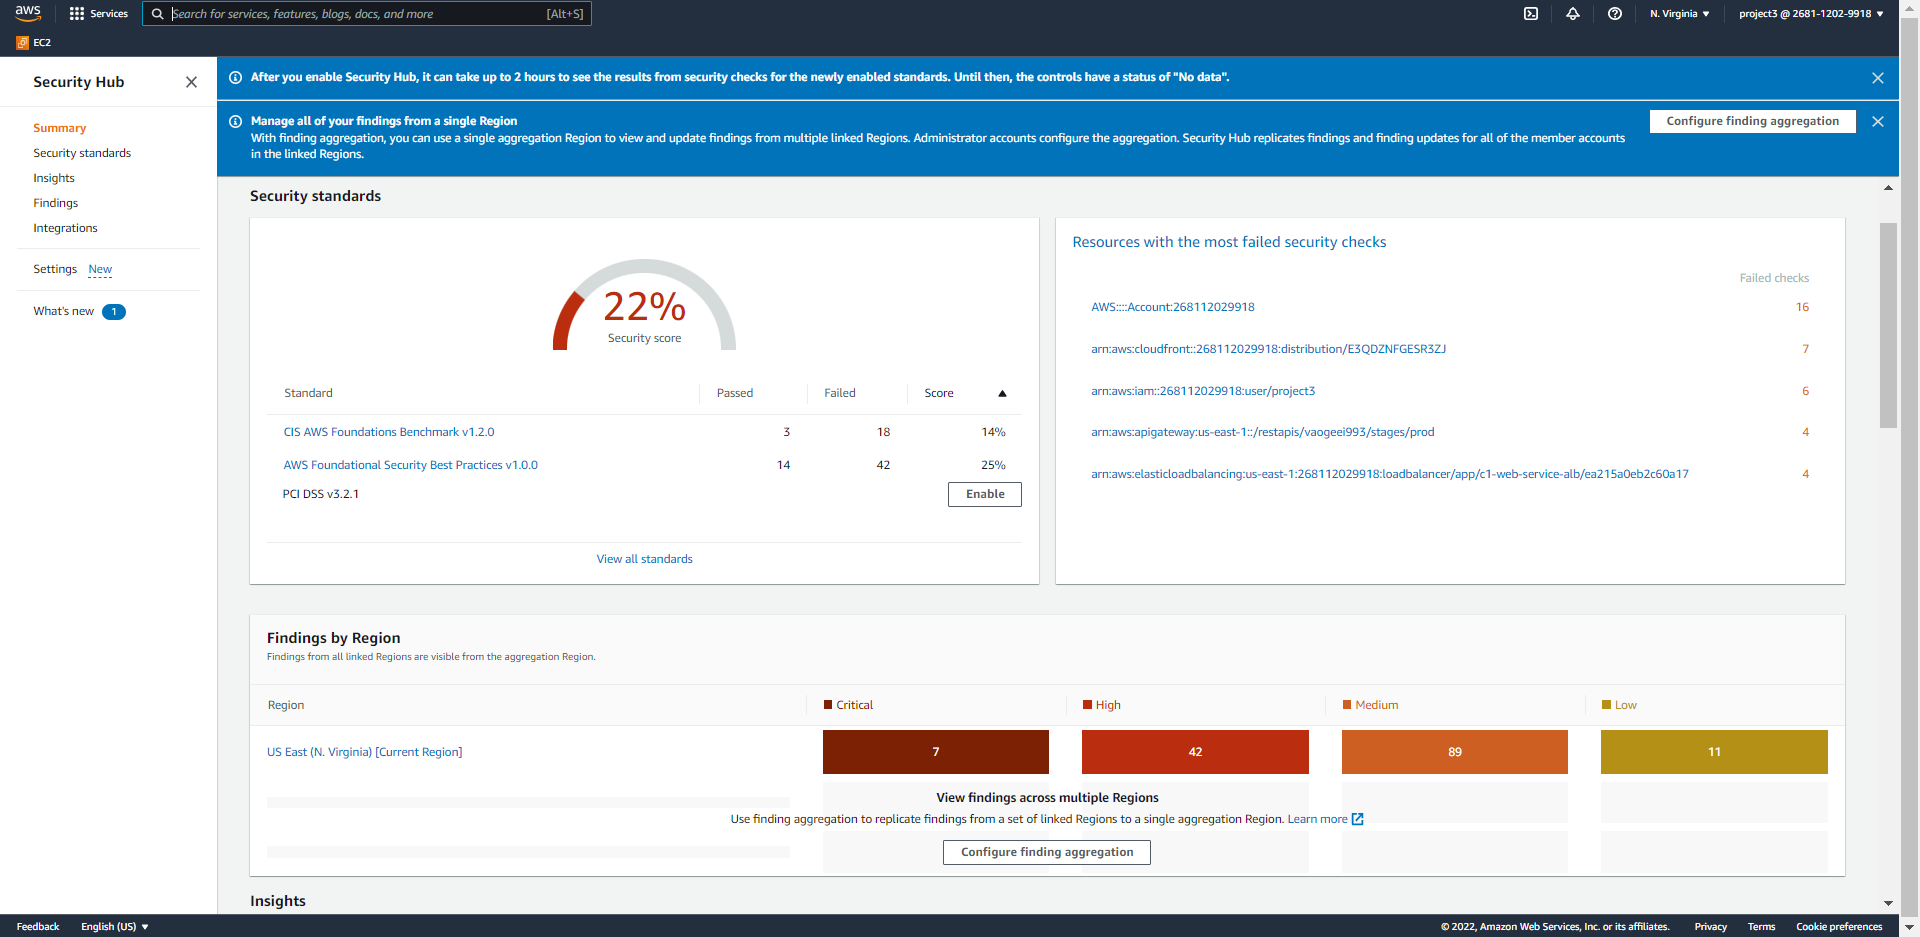 aws
Services
Search for services, features, blogs, docs, and more
[Alt+S]
N. Virginia
project3 @ 2681-1202-9918
EC2
Security Hub
Summary
Security standards
Insights
Findings
Integrations
Settings New
What's new 1
After you enable Security Hub, it can take up to 2 hours to see the results from security checks for the newly enabled standards. Until then, the controls have a status of "No data".
Manage all of your findings from a single Region
With finding aggregation, you can use a single aggregation Region to view and update findings from multiple linked Regions. Administrator accounts configure the aggregation. Security Hub replicates findings and finding updates for all of the member accounts
in the linked Regions.
Configure finding aggregation
Security standards
22%
Security score
Standard Passed Failed Score
CIS AWS Foundations Benchmark v1.2.0 3 18 14%
AWS Foundational Security Best Practices v1.0.0 14 42 25%
PCI DSS v3.2.1 Enable
View all standards
Resources with the most failed security checks
Failed checks
AWS::::Account:268112029918 16
arn:aws:cloudfront::268112029918:distribution/E3QDZNFGESR3ZJ 7
arn:aws:iam::268112029918:user/project3 6
arn:aws:apigateway:us-east-1::/restapis/vaogeei993/stages/prod 4
arn:aws:elasticloadbalancing:us-east-1:268112029918:loadbalancer/app/c1-web-service-alb/ea215a0eb2c60a17 4
Findings by Region
Findings from all linked Regions are visible from the aggregation Region.
Region Critical High Medium Low
US East (N. Virginia) [Current Region] 7 42 89 11
View findings across multiple Regions
Use finding aggregation to replicate findings from a set of linked Regions to a single aggregation Region. Learn more
Configure finding aggregation
Insights
Feedback English (US)
© 2022, Amazon Web Services, Inc. or its affiliates. Privacy Terms Cookie preferences